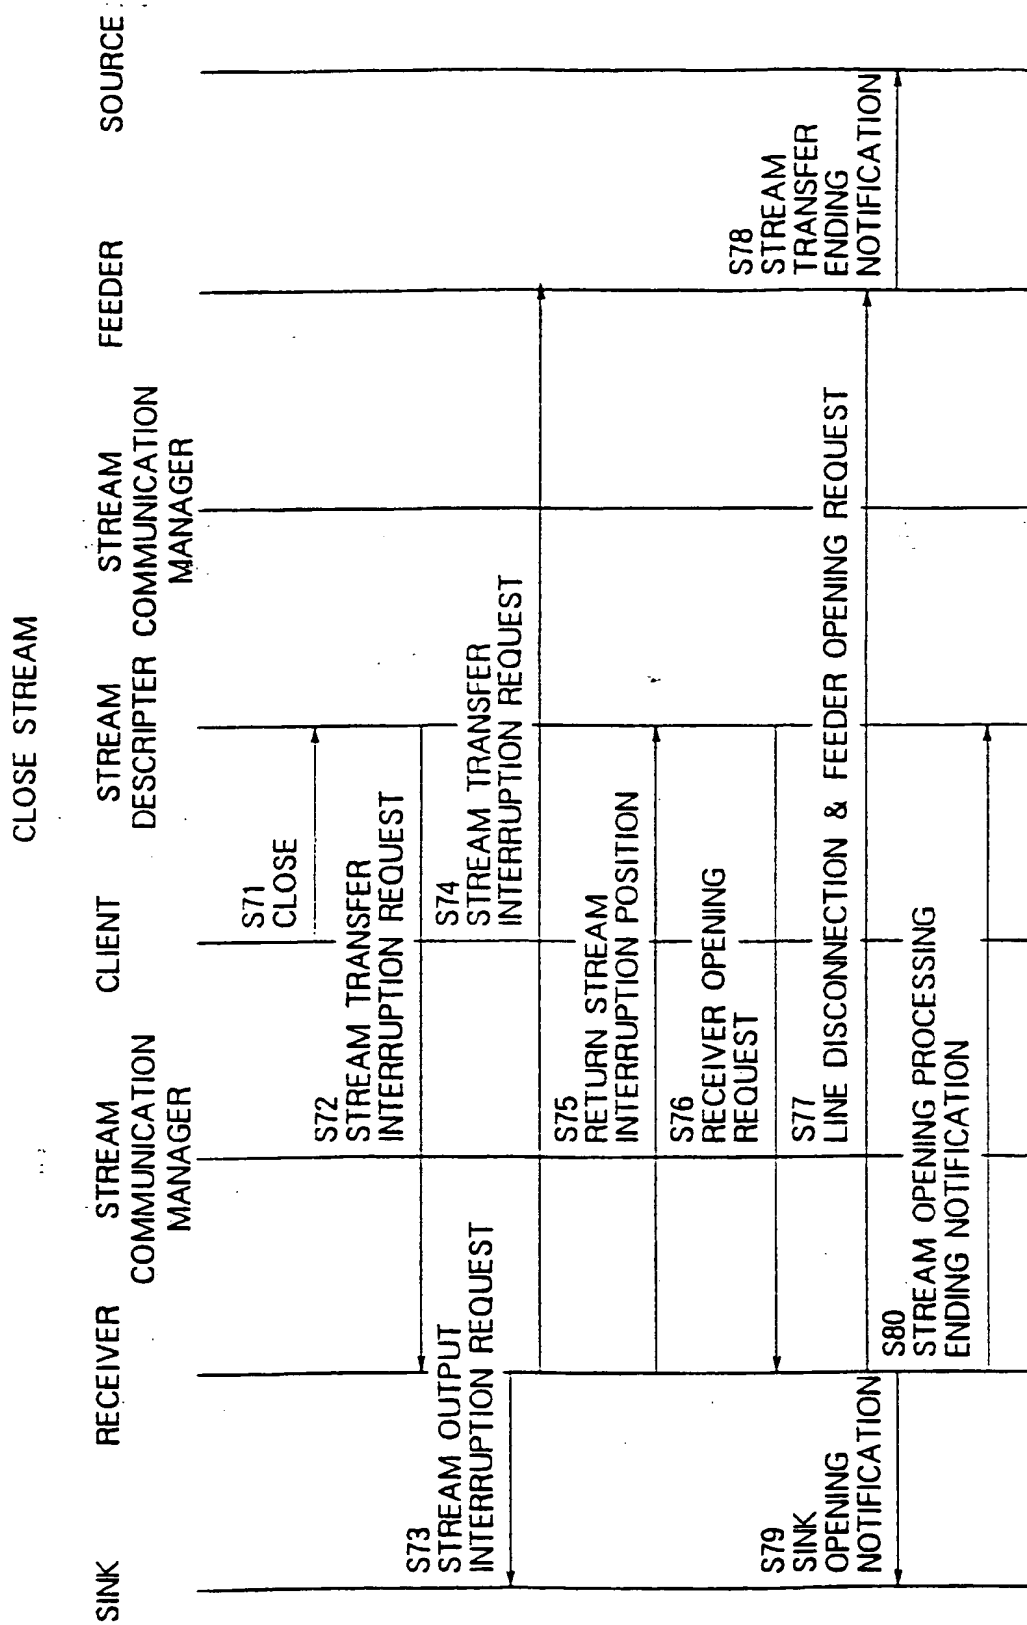 CLOSE STREAM
SINK
RECEIVER
STREAM
COMMUNICATION
MANAGER
CLIENT
STREAM
DESCRIPTER
STREAM
COMMUNICATION
MANAGER
FEEDER
SOURCE
S71
CLOSE
S72
STREAM TRANSFER
INTERRUPTION REQUEST
S73
STREAM OUTPUT
INTERRUPTION REQUEST
S74
STREAM TRANSFER
INTERRUPTION REQUEST
S75
RETURN STREAM
INTERRUPTION POSITION
S76
RECEIVER OPENING
REQUEST
S77
LINE DISCONNECTION & FEEDER OPENING REQUEST
S78
STREAM
TRANSFER
ENDING
NOTIFICATION
S79
SINK
OPENING
NOTIFICATION
S80
STREAM OPENING PROCESSING
ENDING NOTIFICATION